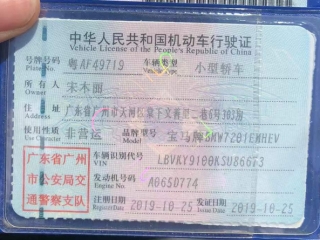 中华人民共和国机动车行驶证
Vehicle License of the People's Republic of China
号牌号码 粤AF49719 车辆类型 小型轿车
Plate No. Vehicle Type
所有人 宋木丽
Owner
住址 广东省广州市天河区棠下
Address
使用性质 非营运 品牌型号 宝马牌BMW7201EMHEV
Use Character Model
车辆识别代号 LBVKY9100KSU86673
VIN
发动机号码 A0650774
Engine No.
注册日期 2019-10-25 发证日期 2019-10-25
Register Date Issue Date
广东省广州
市公安局交
通警察支队